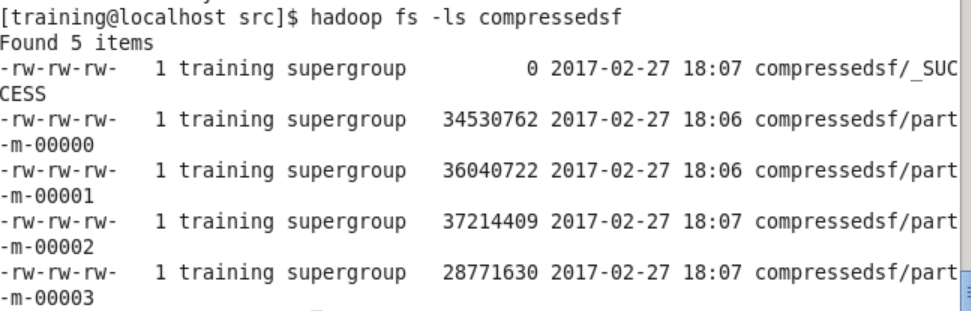 [training@localhost src]$ hadoop fs -ls compressedsf
Found 5 items
-rw-rw-rw-   1 training supergroup          0 2017-02-27 18:07 compressedsf/_SUC
CESS
-rw-rw-rw-   1 training supergroup   34530762 2017-02-27 18:06 compressedsf/part
-m-00000
-rw-rw-rw-   1 training supergroup   36040722 2017-02-27 18:06 compressedsf/part
-m-00001
-rw-rw-rw-   1 training supergroup   37214409 2017-02-27 18:07 compressedsf/part
-m-00002
-rw-rw-rw-   1 training supergroup   28771630 2017-02-27 18:07 compressedsf/part
-m-00003